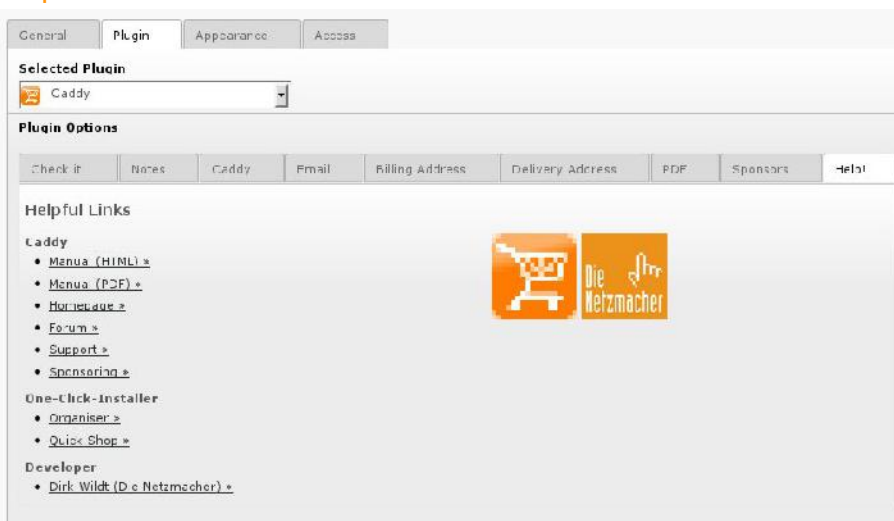 General Plugin Appearance Access
Selected Plugin
Caddy
Plugin Options
Check it Notes Caddy Email Billing Address Delivery Address PDF Sponsors Help!
Helpful Links
Caddy
• Manual (HTML) »
• Manual (PDF) »
• Homepage »
• Forum »
• Support »
• Sponsoring »
One-Click-Installer
• Organiser »
• Quick Shop »
Developer
• Dirk Wildt (Die Netzmacher) »
Die
Netzmacher